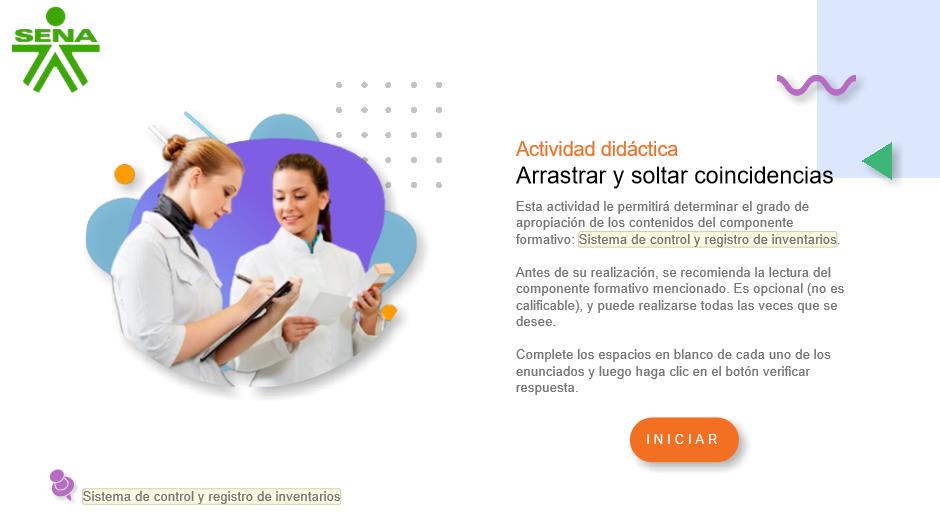 SENA
Actividad didáctica
Arrastrar y soltar coincidencias
Esta actividad le permitirá determinar el grado de
apropiación de los contenidos del componente
formativo: Sistema de control y registro de inventarios.
Antes de su realización, se recomienda la lectura del
componente formativo mencionado. Es opcional (no es
calificable), y puede realizarse todas las veces que se
desee.
Complete los espacios en blanco de cada uno de los
enunciados y luego haga clic en el botón verificar
respuesta.
INICIAR
Sistema de control y registro de inventarios